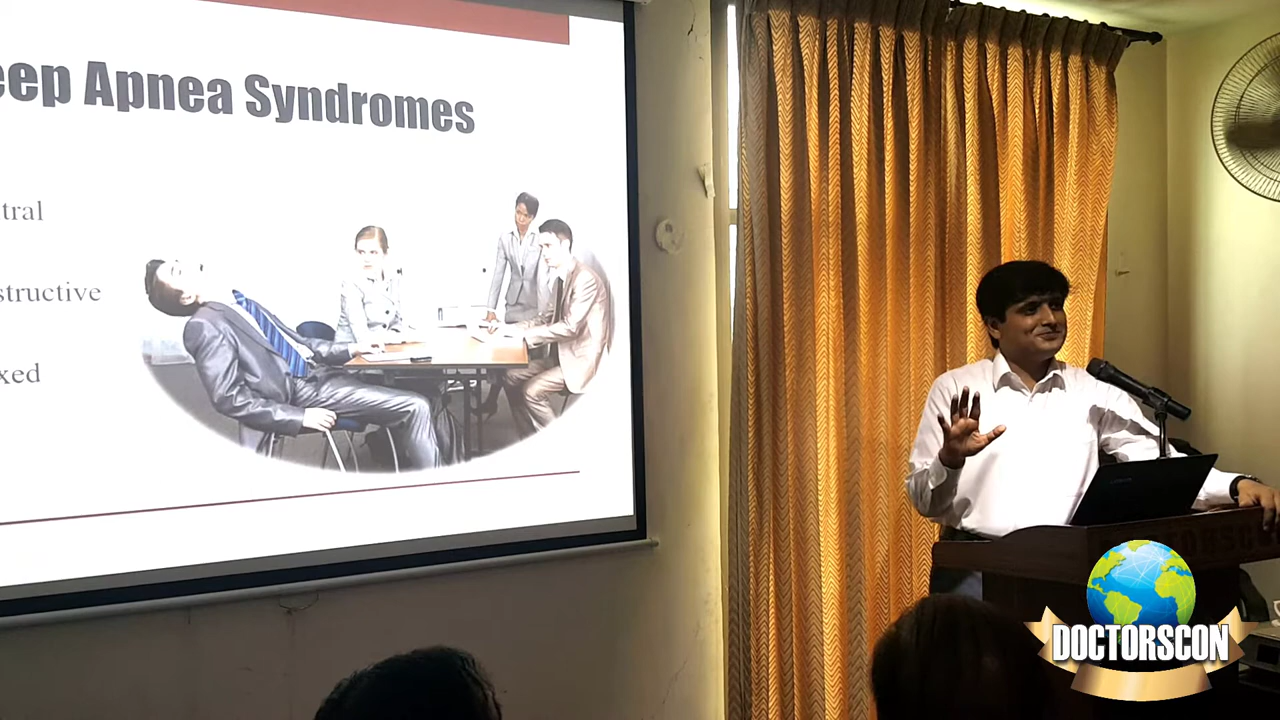 eep Apnea Syndromes
tral
structive
xed
DOCTORSCON